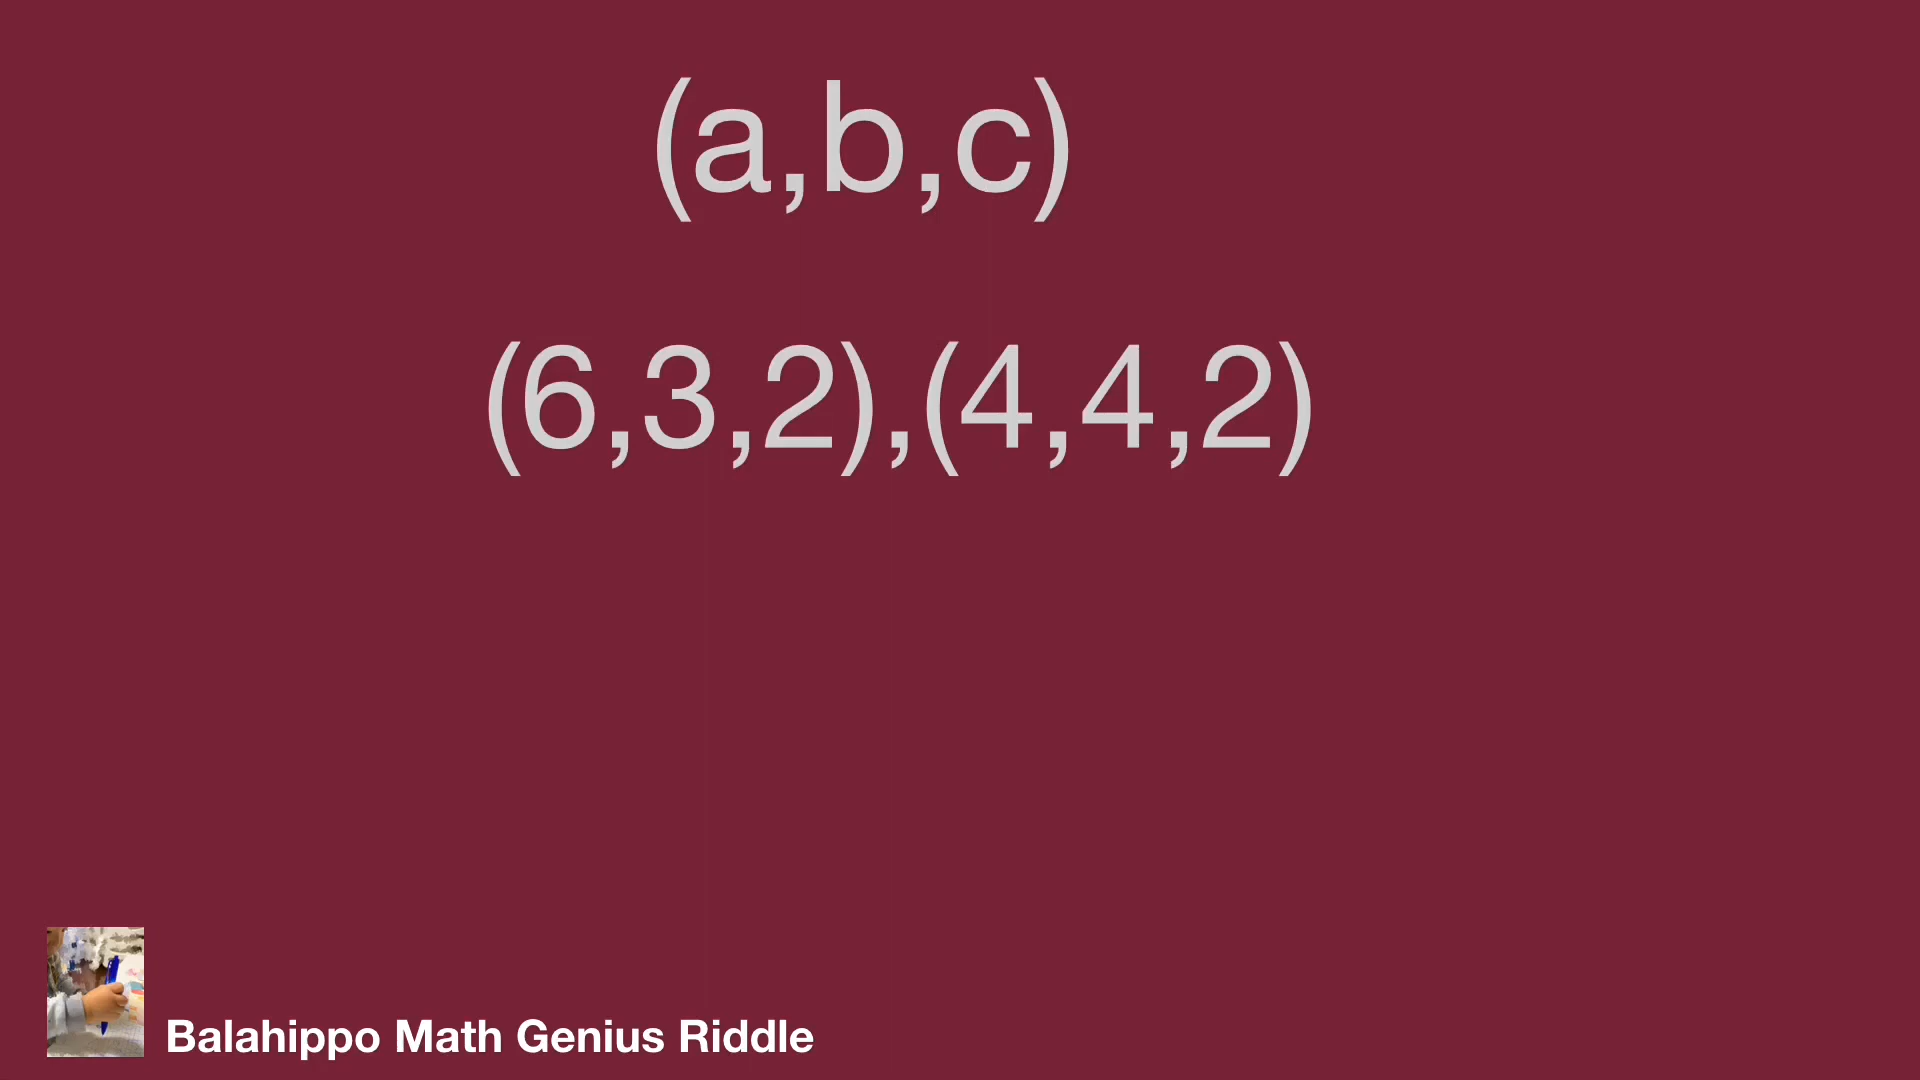 (a,b,c)
(6,3,2),(4,4,2)
Balahippo Math Genius Riddle